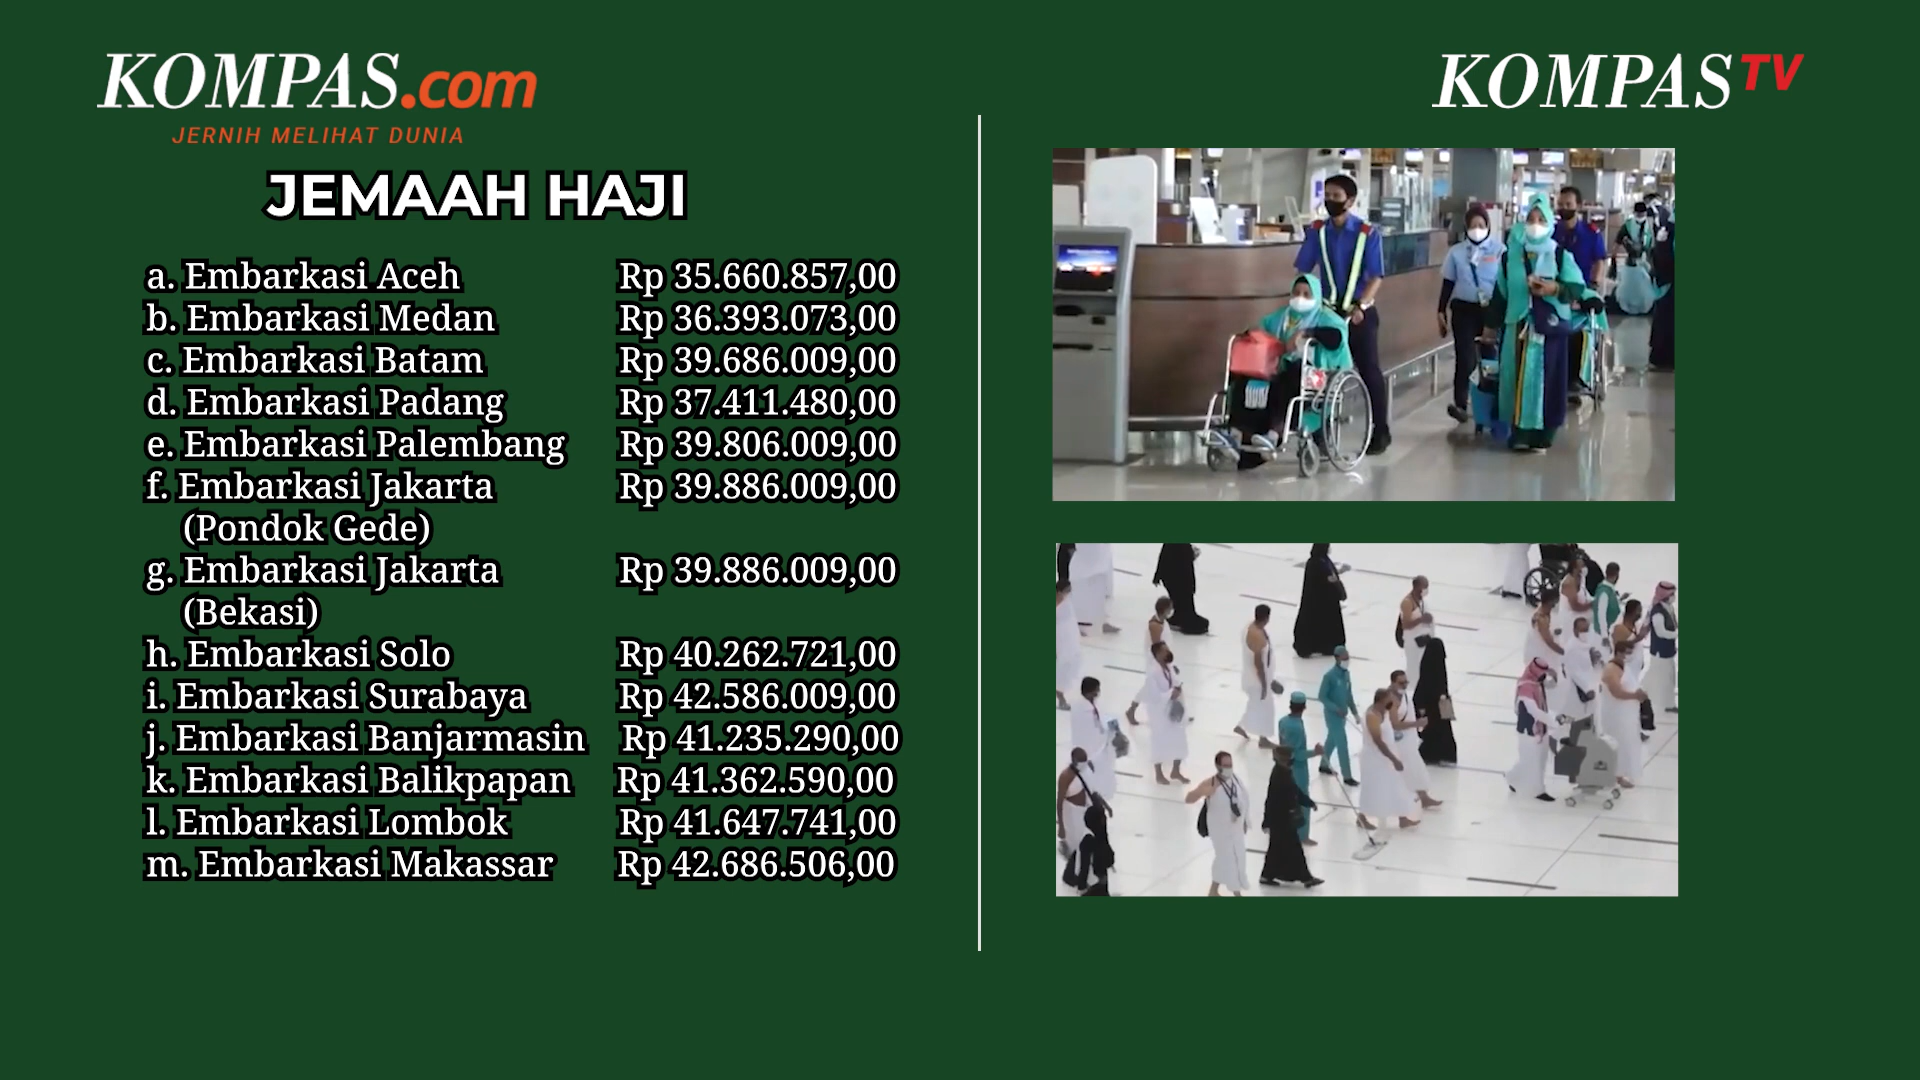 KOMPAS.com
JERNIH MELIHAT DUNIA
KOMPAS TV
JEMAAH HAJI
a. Embarkasi Aceh Rp 35.660.857,00
b. Embarkasi Medan Rp 36.393.073,00
c. Embarkasi Batam Rp 39.686.009,00
d. Embarkasi Padang Rp 37.411.480,00
e. Embarkasi Palembang Rp 39.806.009,00
f. Embarkasi Jakarta Rp 39.886.009,00
(Pondok Gede)
g. Embarkasi Jakarta Rp 39.886.009,00
(Bekasi)
h. Embarkasi Solo Rp 40.262.721,00
i. Embarkasi Surabaya Rp 42.586.009,00
j. Embarkasi Banjarmasin Rp 41.235.290,00
k. Embarkasi Balikpapan Rp 41.362.590,00
l. Embarkasi Lombok Rp 41.647.741,00
m. Embarkasi Makassar Rp 42.686.506,00